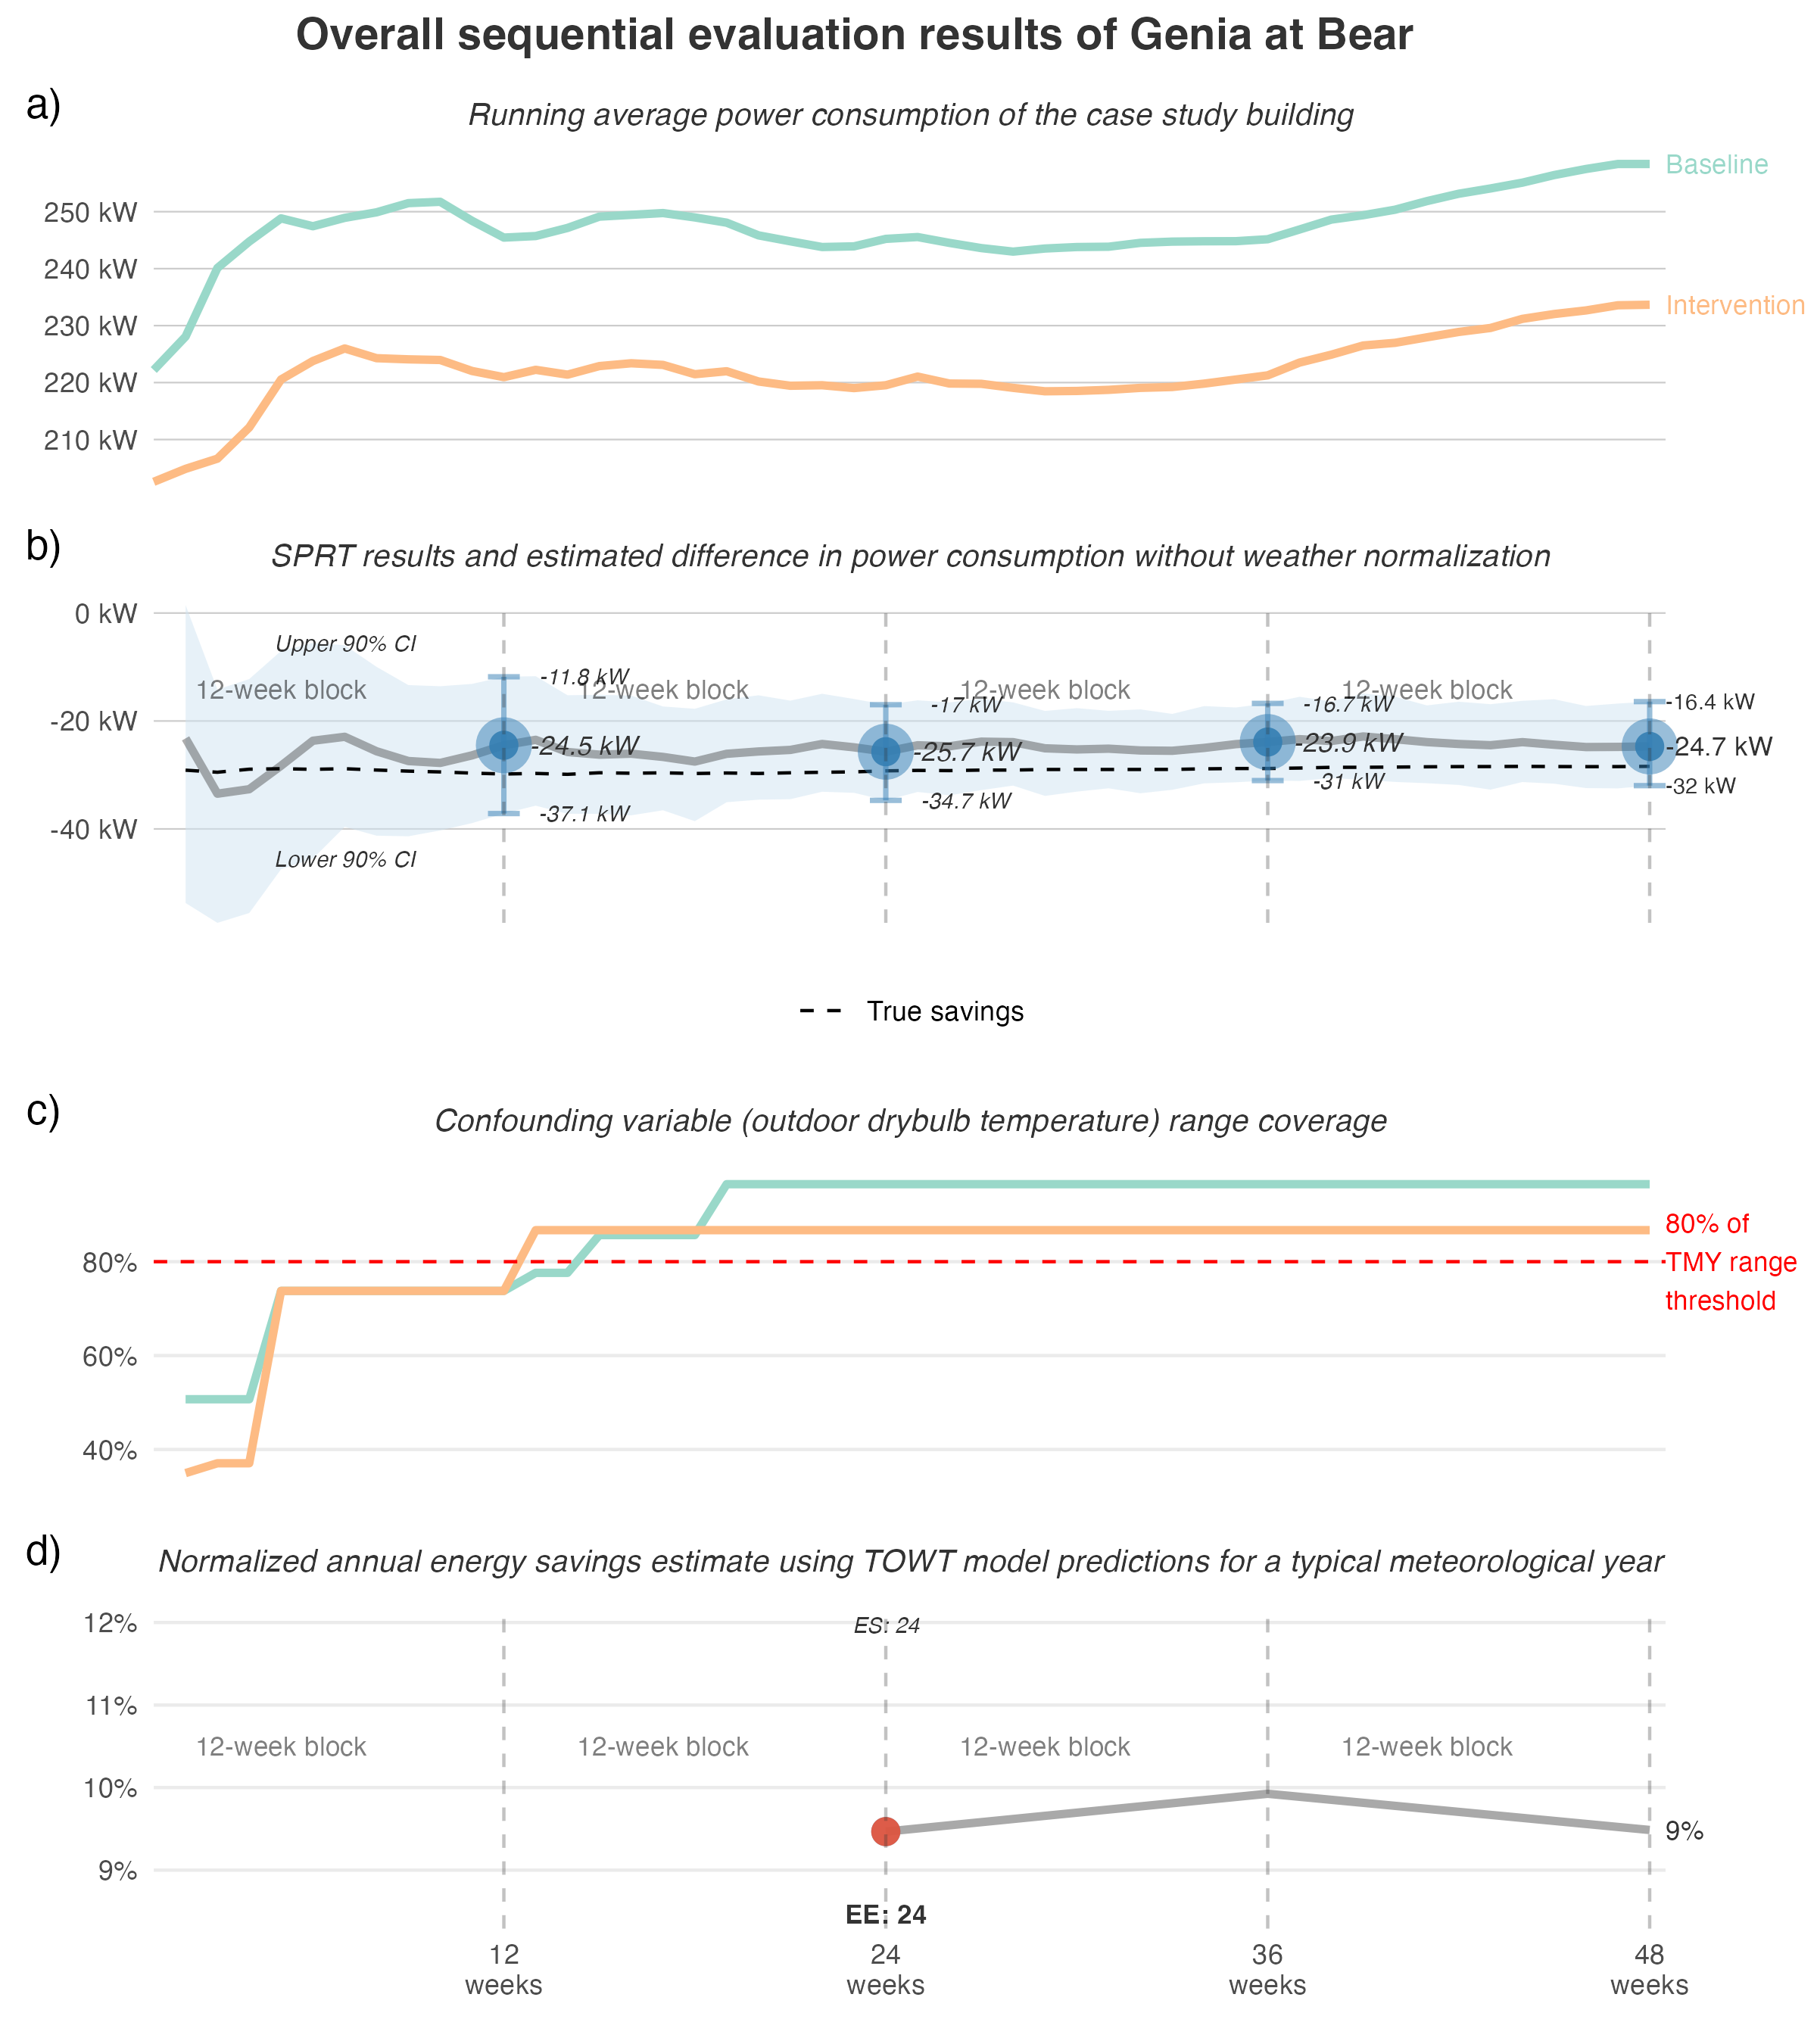 Overall sequential evaluation results of Genia at Bear
a)
Running average power consumption of the case study building
Baseline
250 kW
240 kW
Intervention
230 kW
220 kW
210 kW
b)
SPRT results and estimated difference in power consumption without weather normalization
0 kW
Upper 90% CI
12-week block
12-week block
12-week block
12-week block
-11.8 kW
-17 kW
-16.7 kW
-16.4 kW
-20 kW
-24.5 kW
-25.7 kW
-23.9 kW
-24.7 kW
-37.1 kW
-34.7 kW
-31 kW
-32 kW
-40 kW
Lower 90% CI
True savings
c)
Confounding variable (outdoor drybulb temperature) range coverage
80% of
TMY range
threshold
80%
60%
40%
d)
Normalized annual energy savings estimate using TOWT model predictions for a typical meteorological year
12%
ES: 24
11%
12-week block
12-week block
12-week block
12-week block
10%
9%
9%
EE: 24
12
weeks
24
weeks
36
weeks
48
weeks